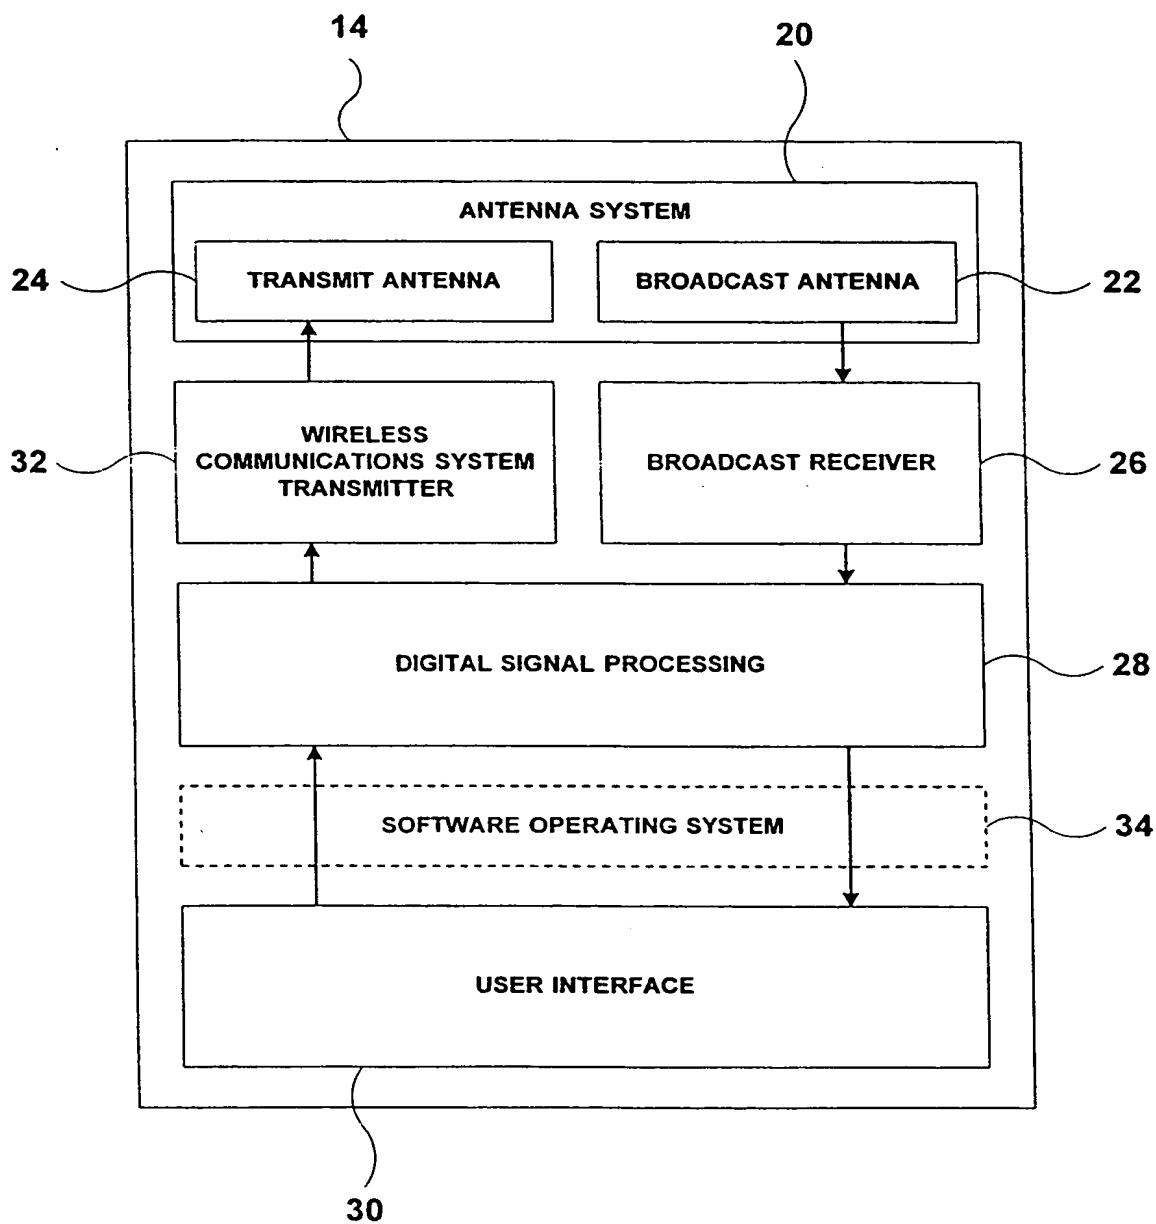 14
20
ANTENNA SYSTEM
24
TRANSMIT ANTENNA
BROADCAST ANTENNA
22
32
WIRELESS
COMMUNICATIONS SYSTEM
TRANSMITTER
BROADCAST RECEIVER
26
DIGITAL SIGNAL PROCESSING
28
SOFTWARE OPERATING SYSTEM
34
USER INTERFACE
30